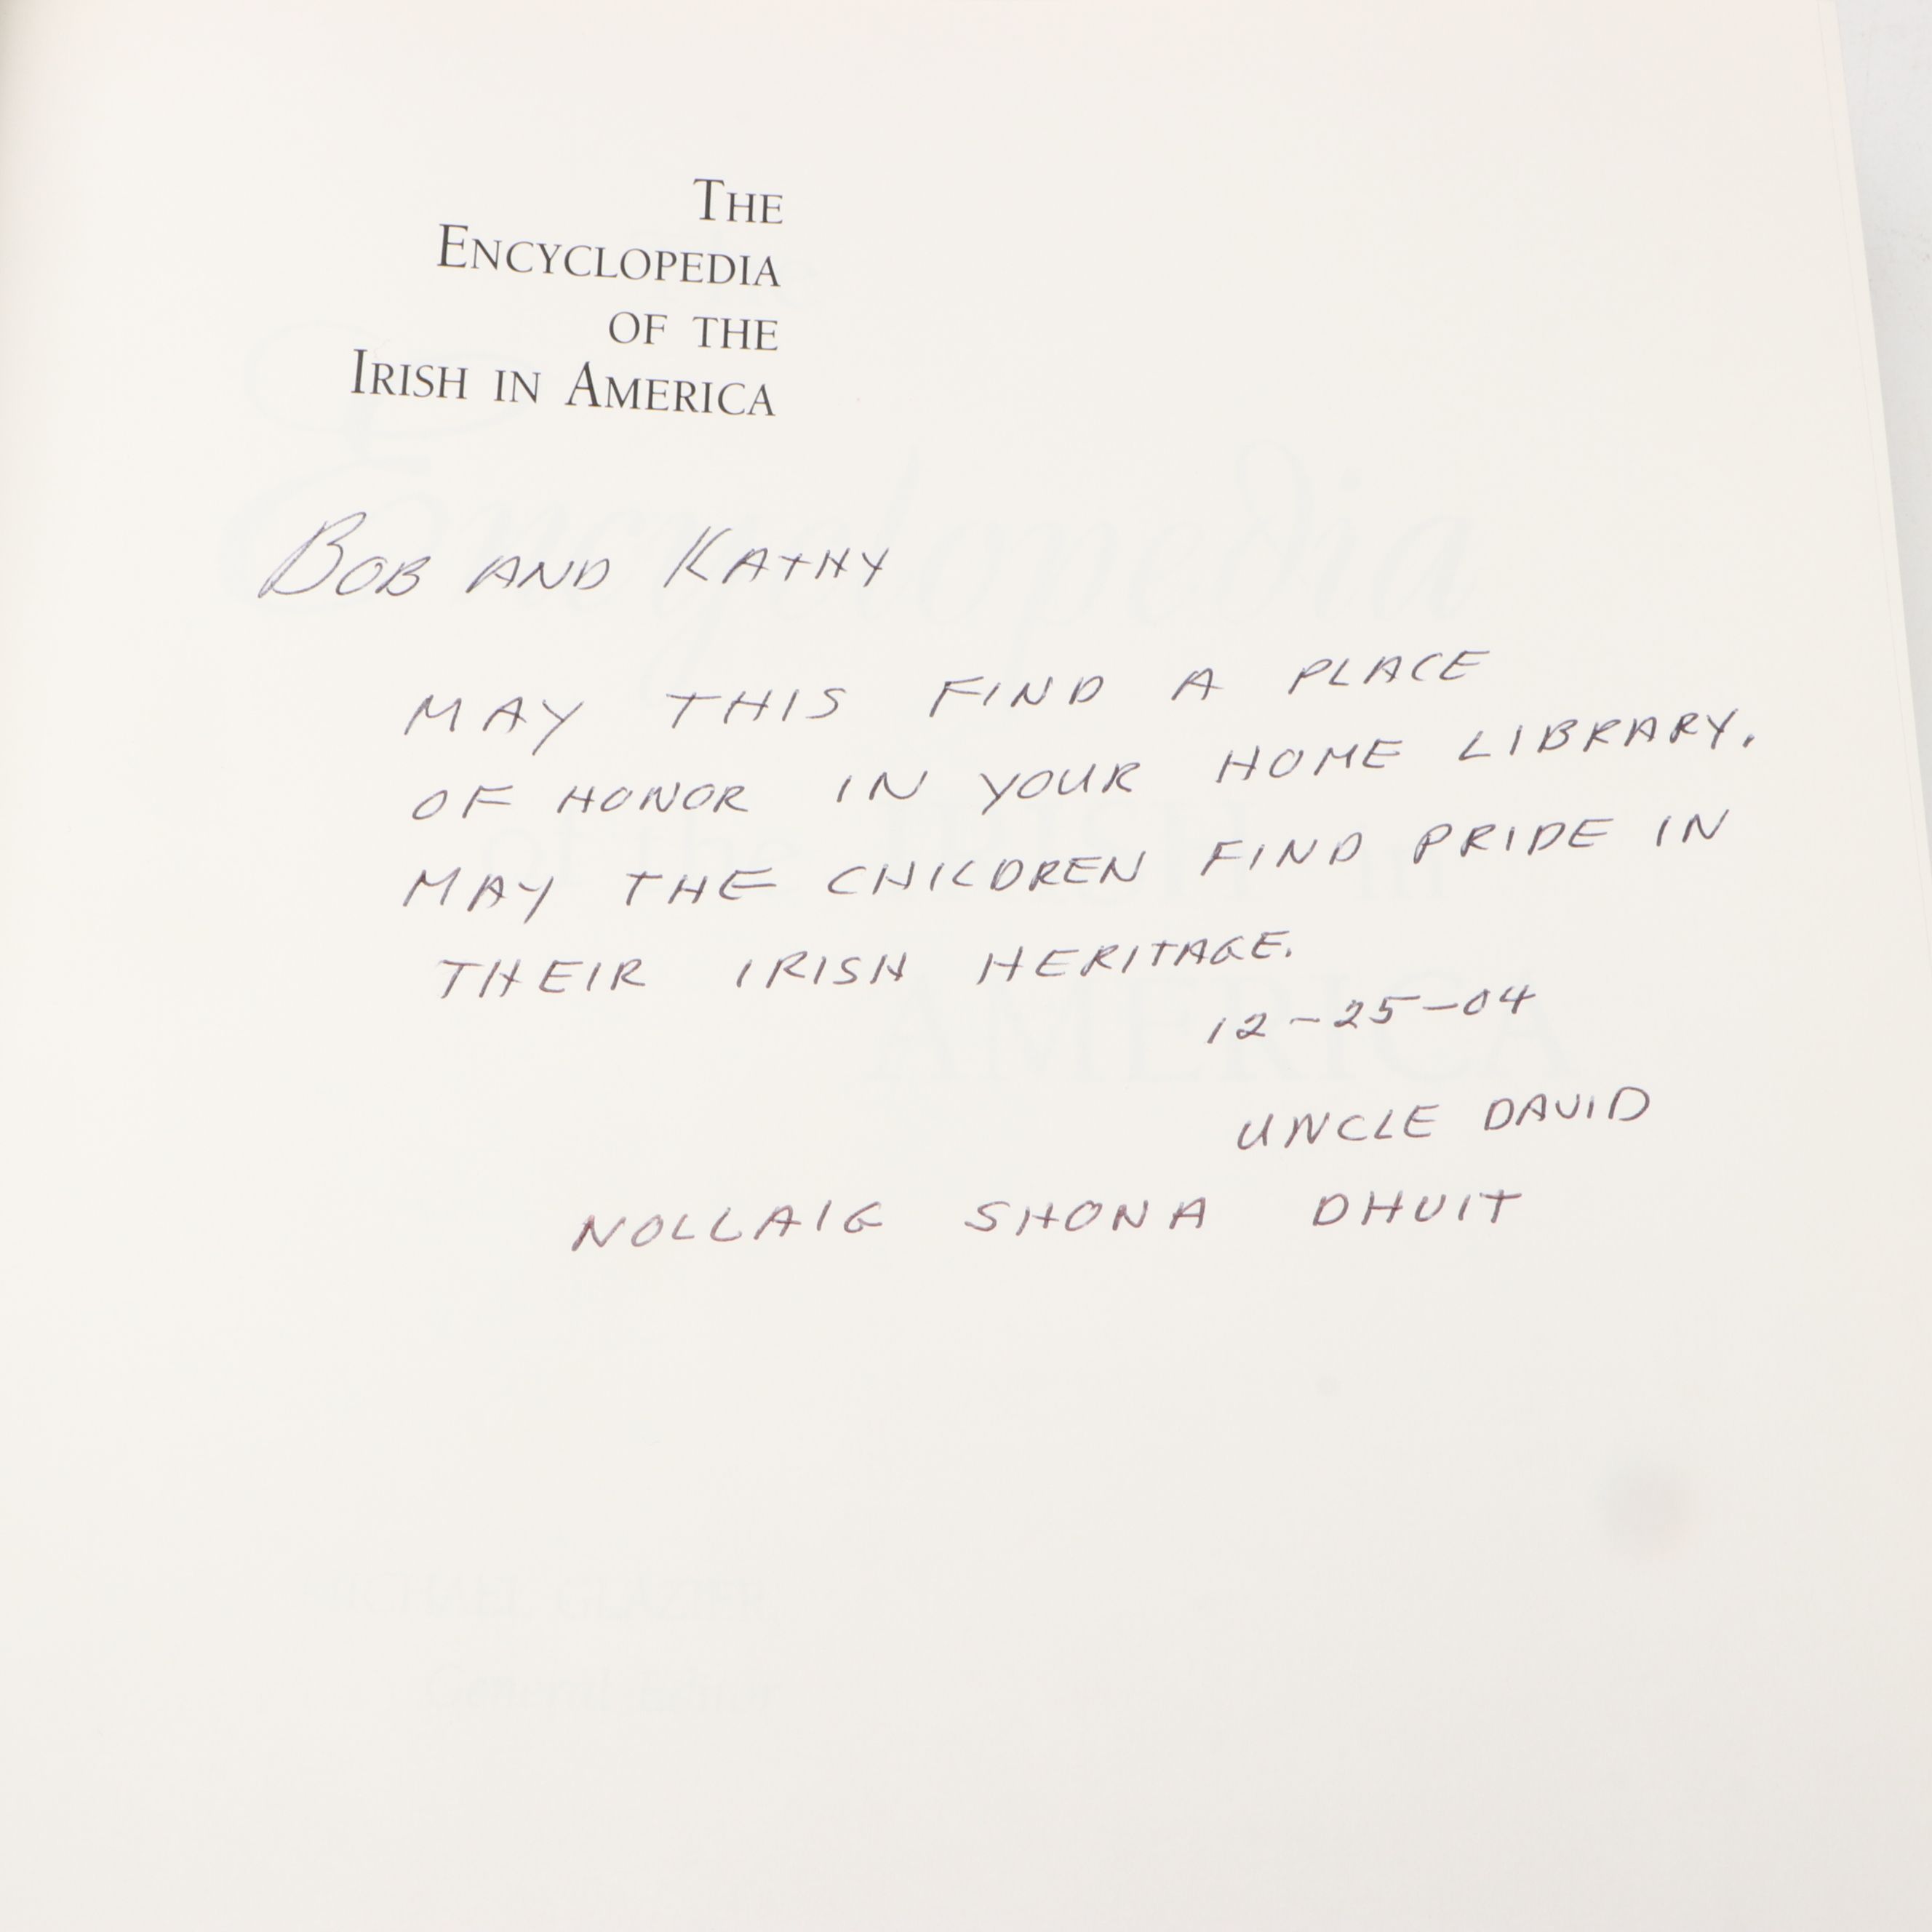 THE
ENCYCLOPEDIA
OF THE
IRISH IN AMERICA
BOB AND KATHY
MAY THIS FIND A PLACE
OF HONOR IN YOUR HOME LIBRARY.
MAY THE CHILDREN FIND PRIDE IN
THEIR IRISH HERITAGE.
12-25-04
UNCLE DAVID
NOLLAIG SHONA DHUIT